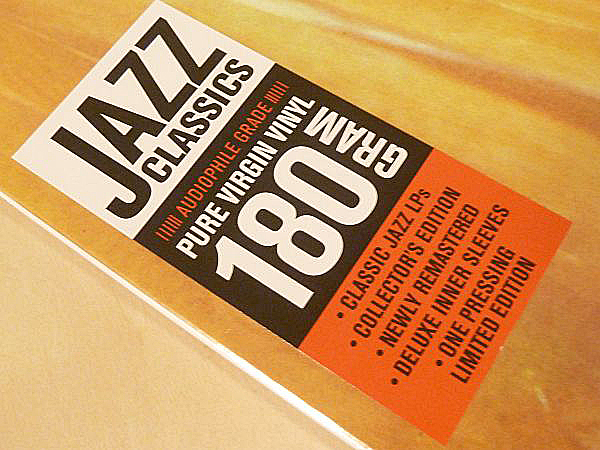 JAZZ
CLASSICS
AUDIOPHILE GRADE
PURE VIRGIN VINYL
180 GRAM
• CLASSIC JAZZ LPs
• COLLECTOR'S EDITION
• NEWLY REMASTERED
• DELUXE INNER SLEEVES
• ONE PRESSING
LIMITED EDITION